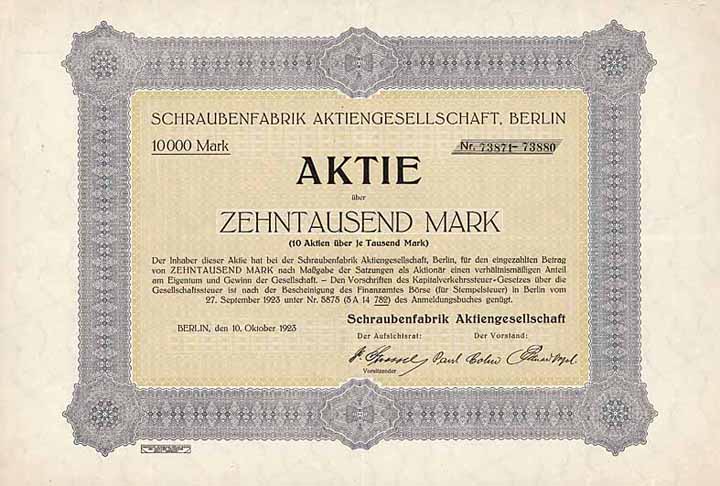 SCHRAUBENFABRIK AKTIENGESELLSCHAFT, BERLIN
10000 Mark
Nr. 73871-73880
AKTIE
über
ZEHNTAUSEND MARK
(10 Aktien über je Tausend Mark)
Der Inhaber dieser Aktie hat bei der Schraubenfabrik Aktiengesellschaft, Berlin, für den eingezahlten Betrag
von ZEHNTAUSEND MARK nach Maßgabe der Satzungen als Aktionär einen verhältnismäßigen Anteil
am Eigentum und Gewinn der Gesellschaft. – Den Vorschriften des Kapitalverkehrssteuer-Gesetzes über die
Gesellschaftssteuer ist nach der Bescheinigung des Finanzamtes Börse (für Stempelsteuer) in Berlin vom
27. September 1923 unter Nr. 5875 (5 A 14 782) des Anmeldungsbuches genügt.
BERLIN, den 10. Oktober 1923
Schraubenfabrik Aktiengesellschaft
Der Aufsichtsrat:
Der Vorstand:
Paul Cohn
Vorsitzender